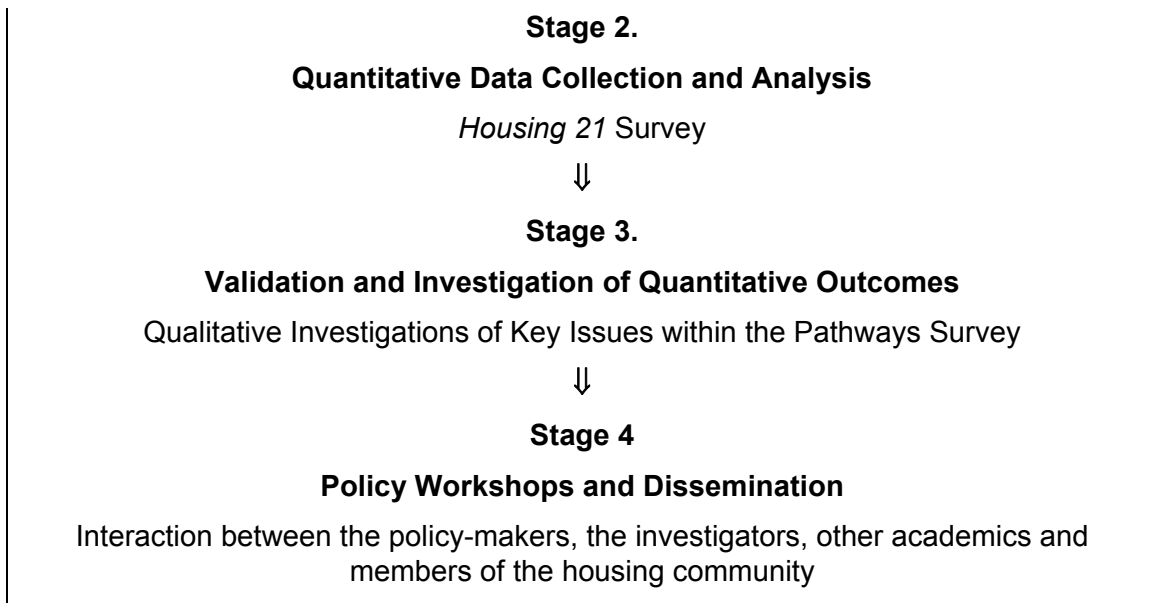 Stage 2.
Quantitative Data Collection and Analysis
Housing 21 Survey
⇓
Stage 3.
Validation and Investigation of Quantitative Outcomes
Qualitative Investigations of Key Issues within the Pathways Survey
⇓
Stage 4
Policy Workshops and Dissemination
Interaction between the policy-makers, the investigators, other academics and
members of the housing community